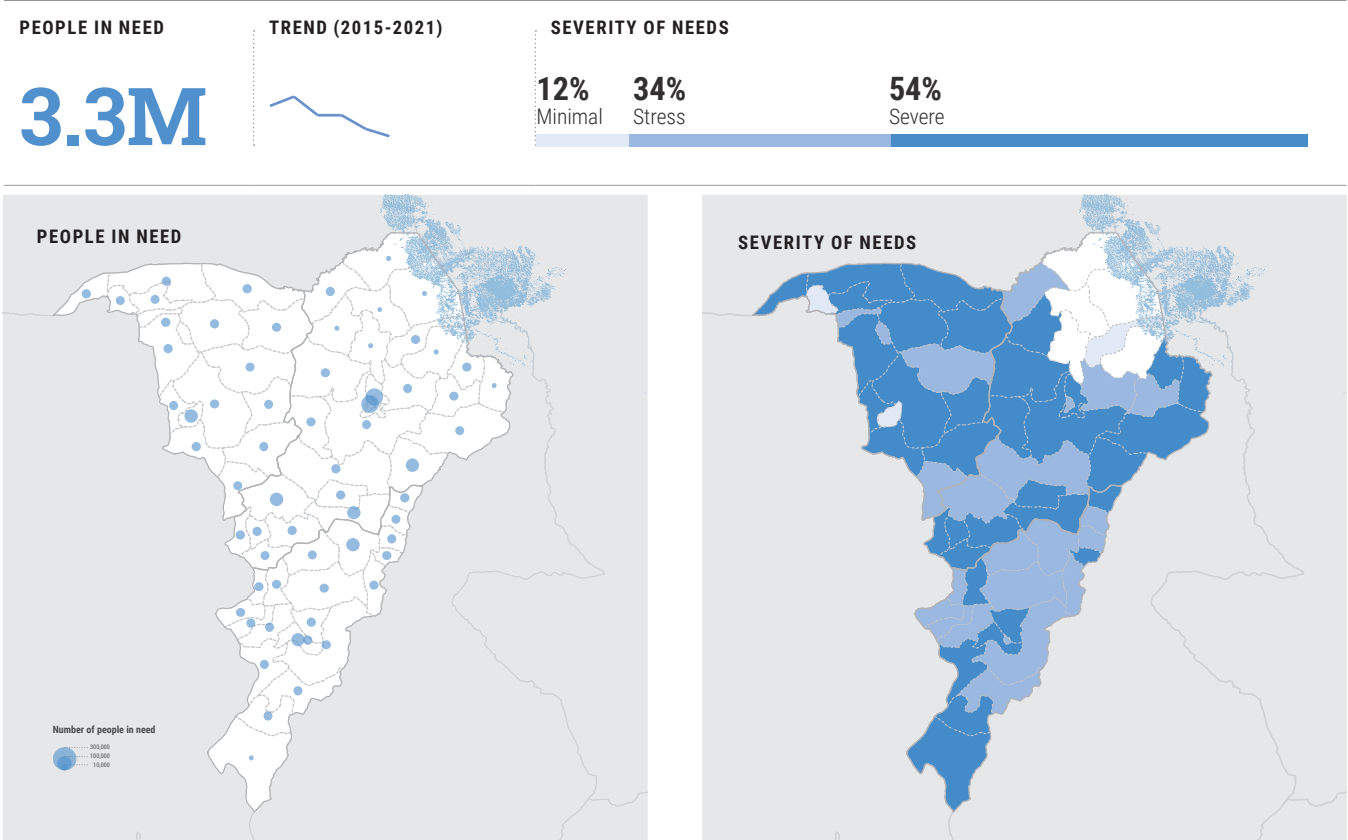 PEOPLE IN NEED
3.3M
TREND (2015-2021)
SEVERITY OF NEEDS
12%
Minimal
34%
Stress
54%
Severe
PEOPLE IN NEED
Number of people in need
300,000
100,000
10,000
SEVERITY OF NEEDS